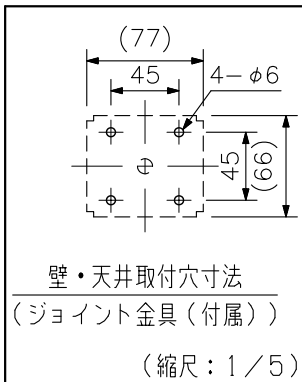 (77)
45
4-φ6
45
(66)
壁・天井取付穴寸法
(ジョイント金具(付属))
(縮尺:1/5)